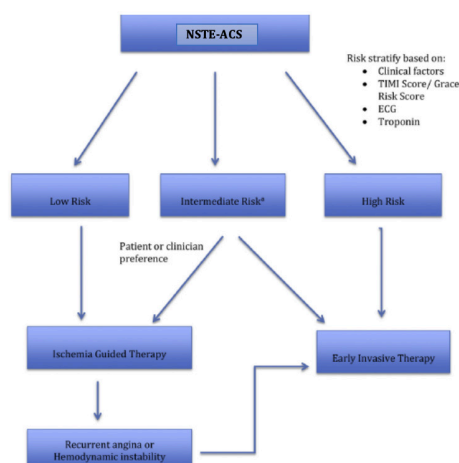 NSTE-ACS
Risk stratify based on:
• Clinical factors
• TIMI Score/ Grace
Risk Score
• ECG
• Troponin
Low Risk
Intermediate Riskª
High Risk
Patient or clinician
preference
Ischemia Guided Therapy
Early Invasive Therapy
Recurrent angina or
Hemodynamic instability